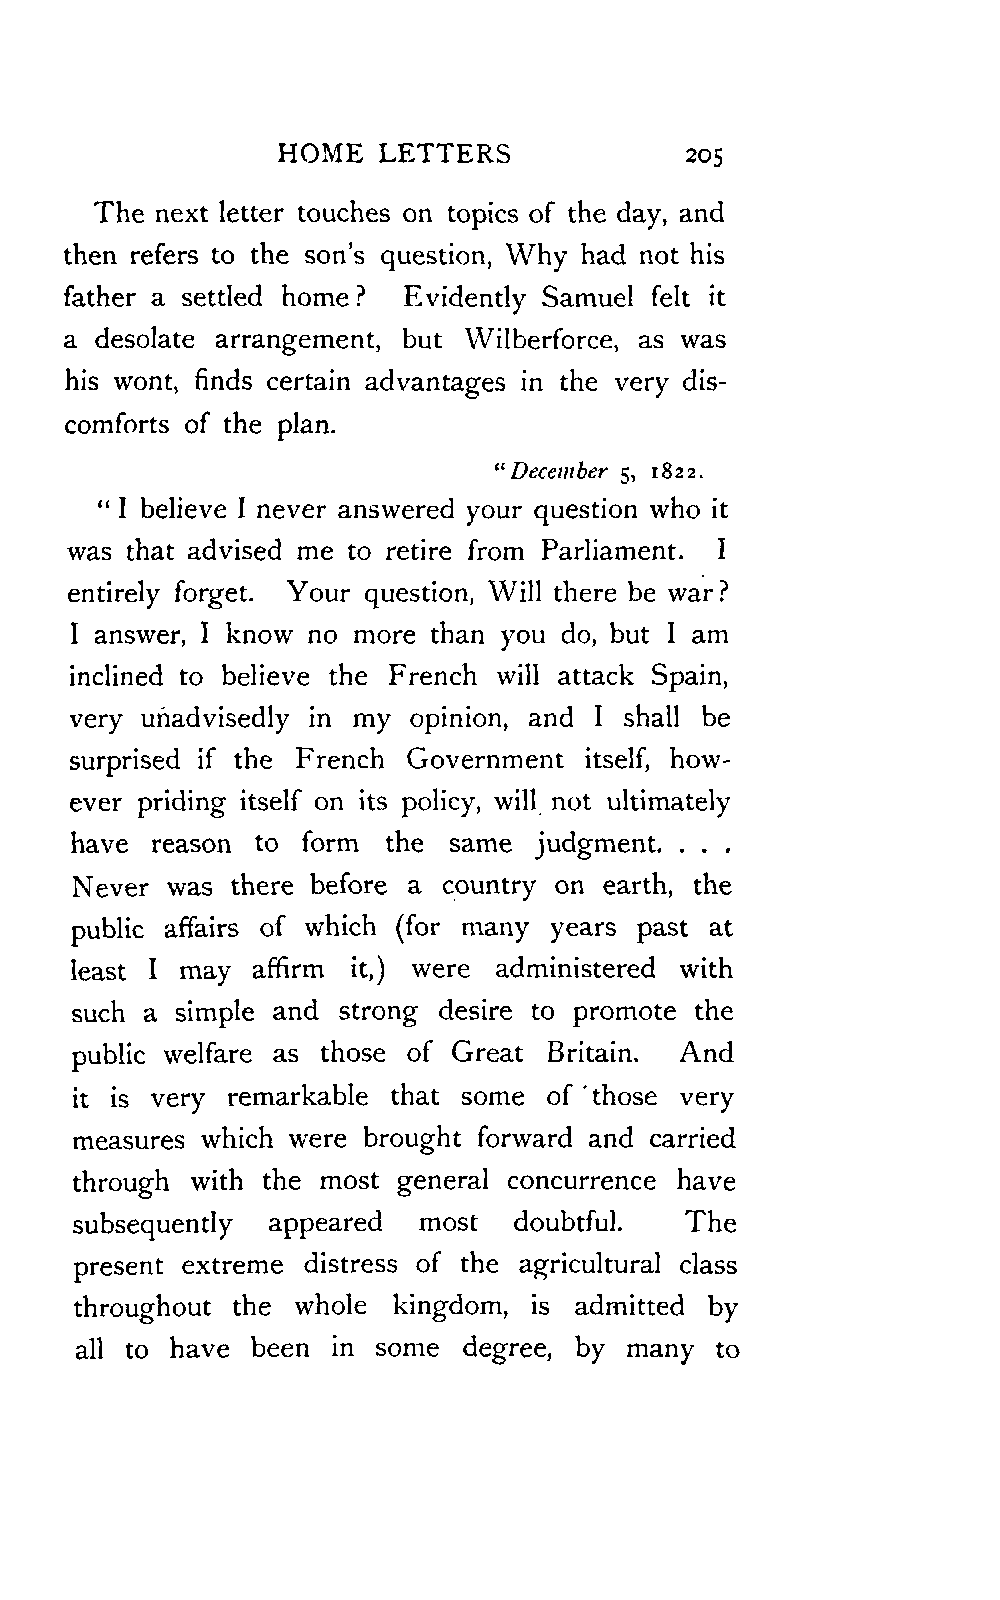 HOME LETTERS 205
The next letter touches on topics of the day, and
then refers to the son's question, Why had not his
father a settled home? Evidently Samuel felt it
a desolate arrangement, but Wilberforce, as was
his wont, finds certain advantages in the very dis-
comforts of the plan.
"December 5, 1822.
"I believe I never answered your question who it
was that advised me to retire from Parliament. I
entirely forget. Your question, Will there be war?
I answer, I know no more than you do, but I am
inclined to believe the French will attack Spain,
very unadvisedly in my opinion, and I shall be
surprised if the French Government itself, how-
ever priding itself on its policy, will not ultimately
have reason to form the same judgment. . . .
Never was there before a country on earth, the
public affairs of which (for many years past at
least I may affirm it,) were administered with
such a simple and strong desire to promote the
public welfare as those of Great Britain. And
it is very remarkable that some of those very
measures which were brought forward and carried
through with the most general concurrence have
subsequently appeared most doubtful. The
present extreme distress of the agricultural class
throughout the whole kingdom, is admitted by
all to have been in some degree, by many to